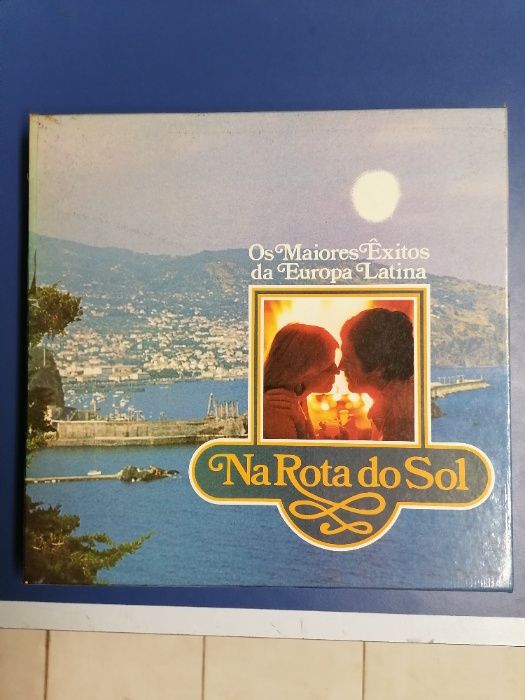 Os Maiores Êxitos
da Europa Latina
Na Rota do Sol